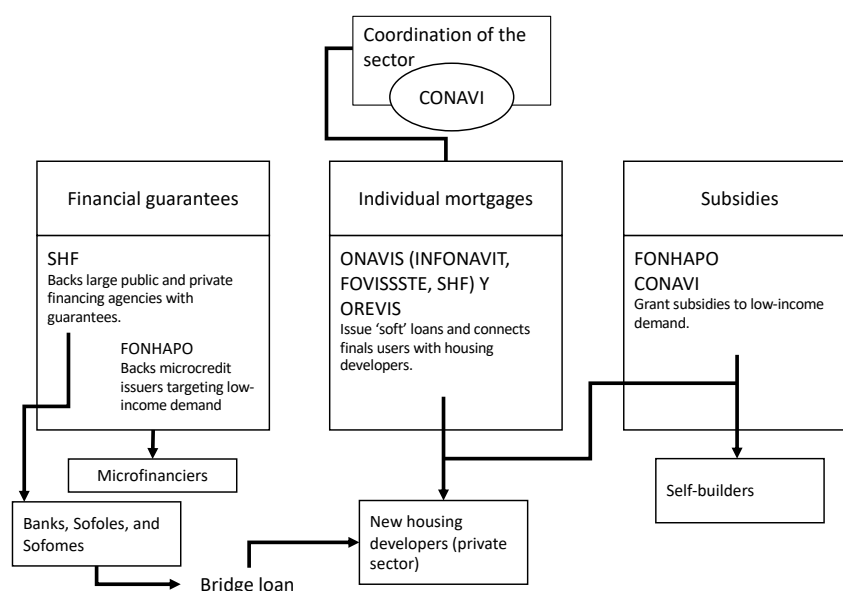 Coordination of the
sector
CONAVI
Financial guarantees
SHF
Backs large public and private
financing agencies with
guarantees.
FONHAPO
Backs microcredit
issuers targeting low-
income demand
Individual mortgages
ONAVIS (INFONAVIT,
FOVISSSTE, SHF) Y
OREVIS
Issue ‘soft’ loans and connects
finals users with housing
developers.
Subsidies
FONHAPO
CONAVI
Grant subsidies to low-income
demand.
Microfinanciers
Banks, Sofoles, and
Sofomes
Bridge loan
New housing
developers (private
sector)
Self-builders